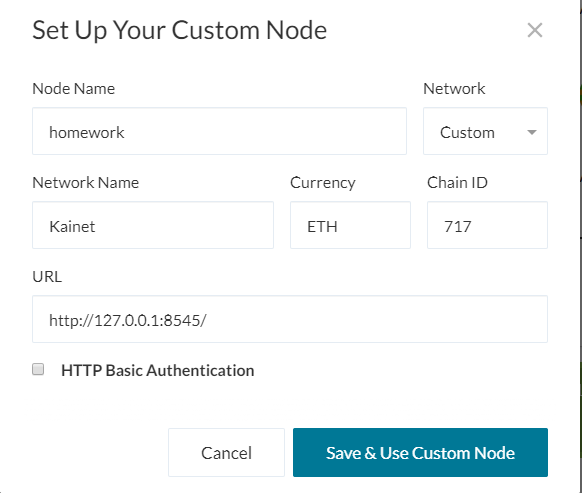 Set Up Your Custom Node
Node Name Network
homework Custom
Network Name Currency Chain ID
Kainet ETH 717
URL
http://127.0.0.1:8545/
HTTP Basic Authentication
Cancel Save & Use Custom Node